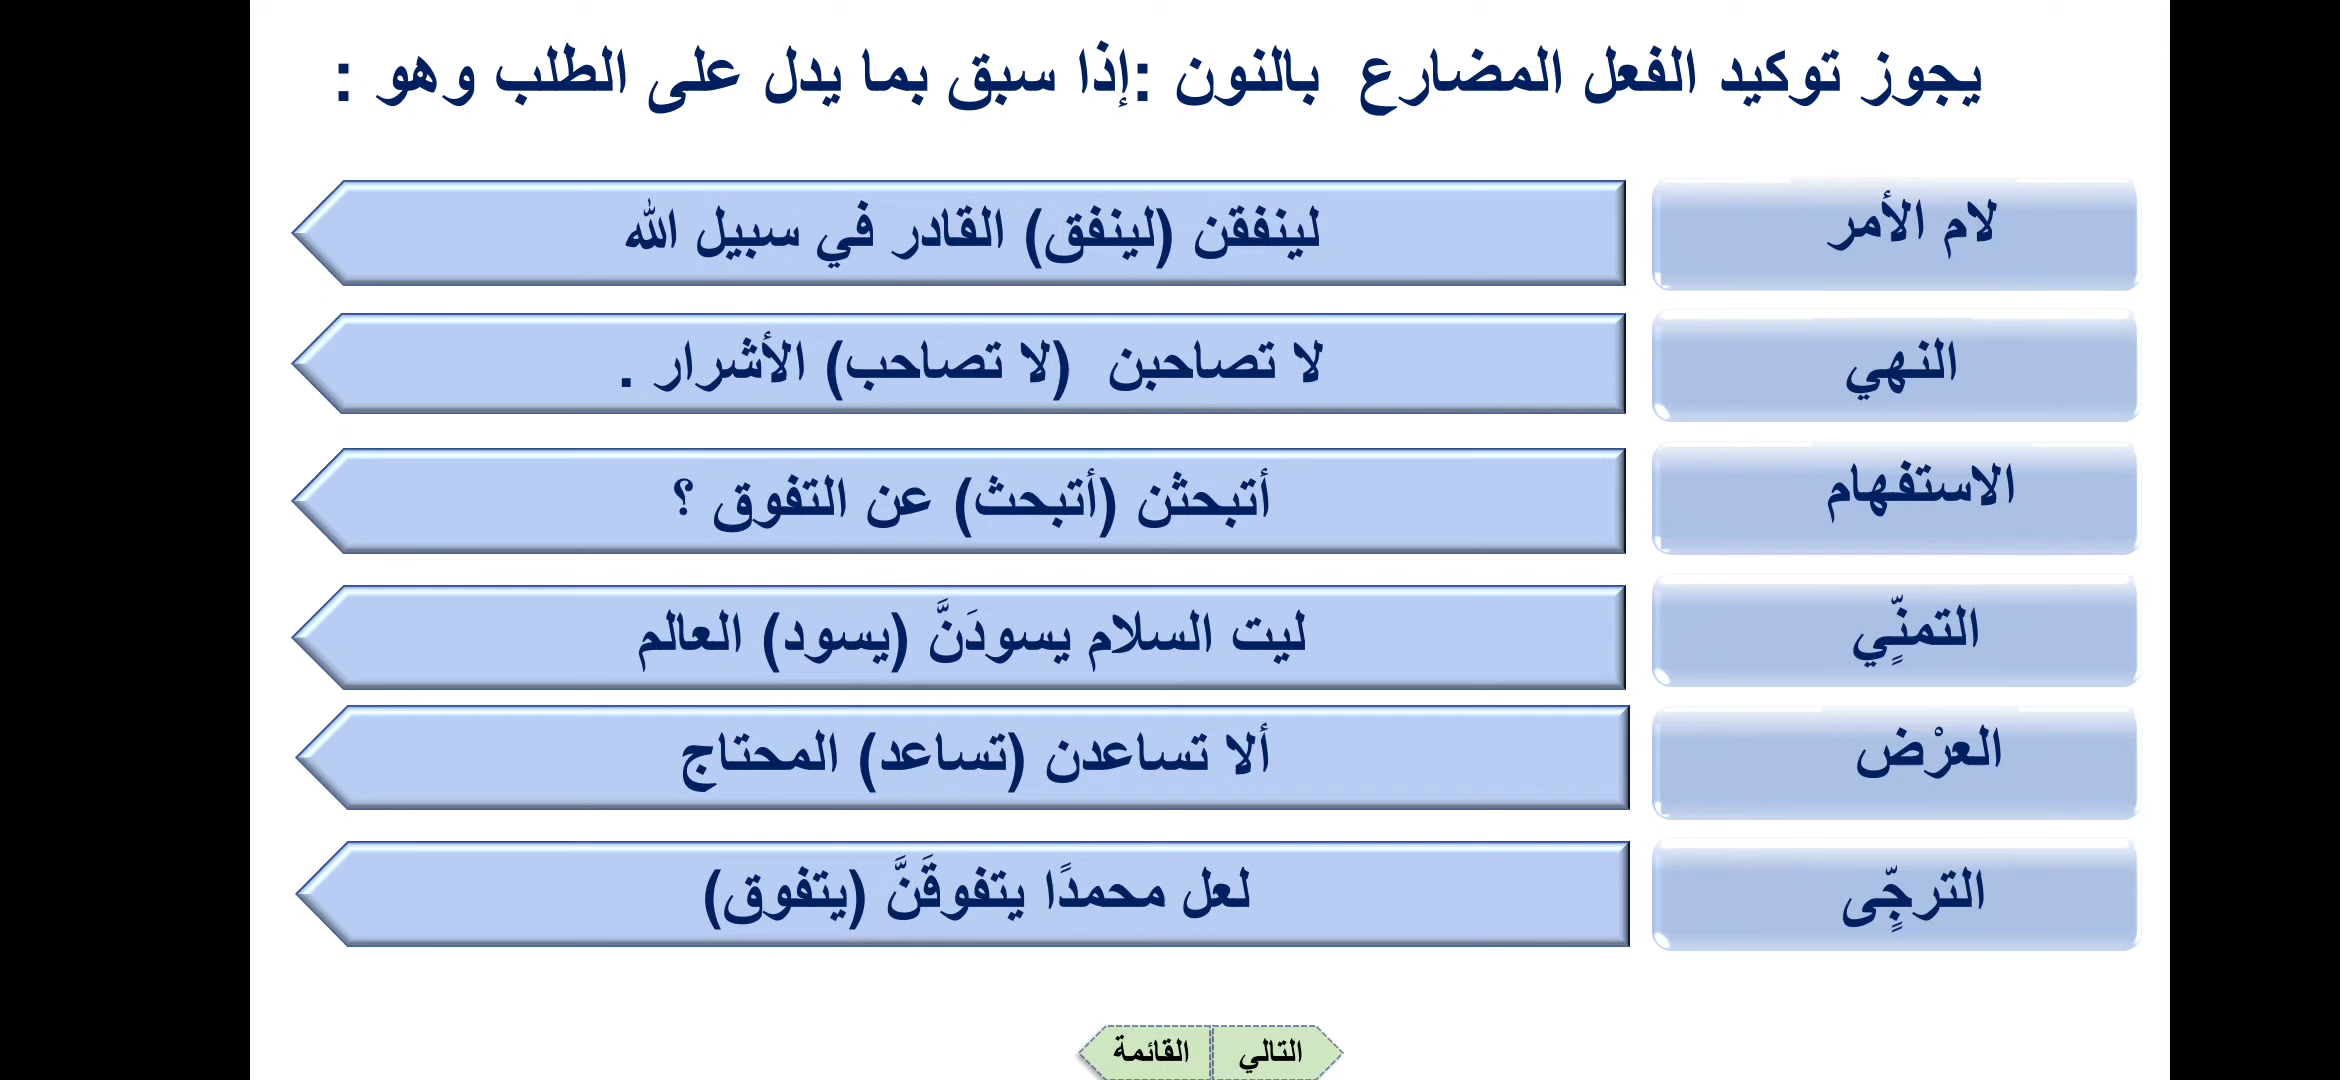 يجوز توكيد الفعل المضارع بالنون :إذا سبق بما يدل على الطلب وهو :
لام الأمر
لينفقن (لينفق) القادر في سبيل الله
النهي
لا تصاحبن (لا تصاحب) الأشرار .
الاستفهام
أتبحثن (أتبحث) عن التفوق ؟
التمنِّي
ليت السلام يسودَنَّ (يسود) العالم
العرْض
ألا تساعدن (تساعد) المحتاج
الترجِّى
لعل محمدًا يتفوقَنَّ (يتفوق)
التالي
القائمة